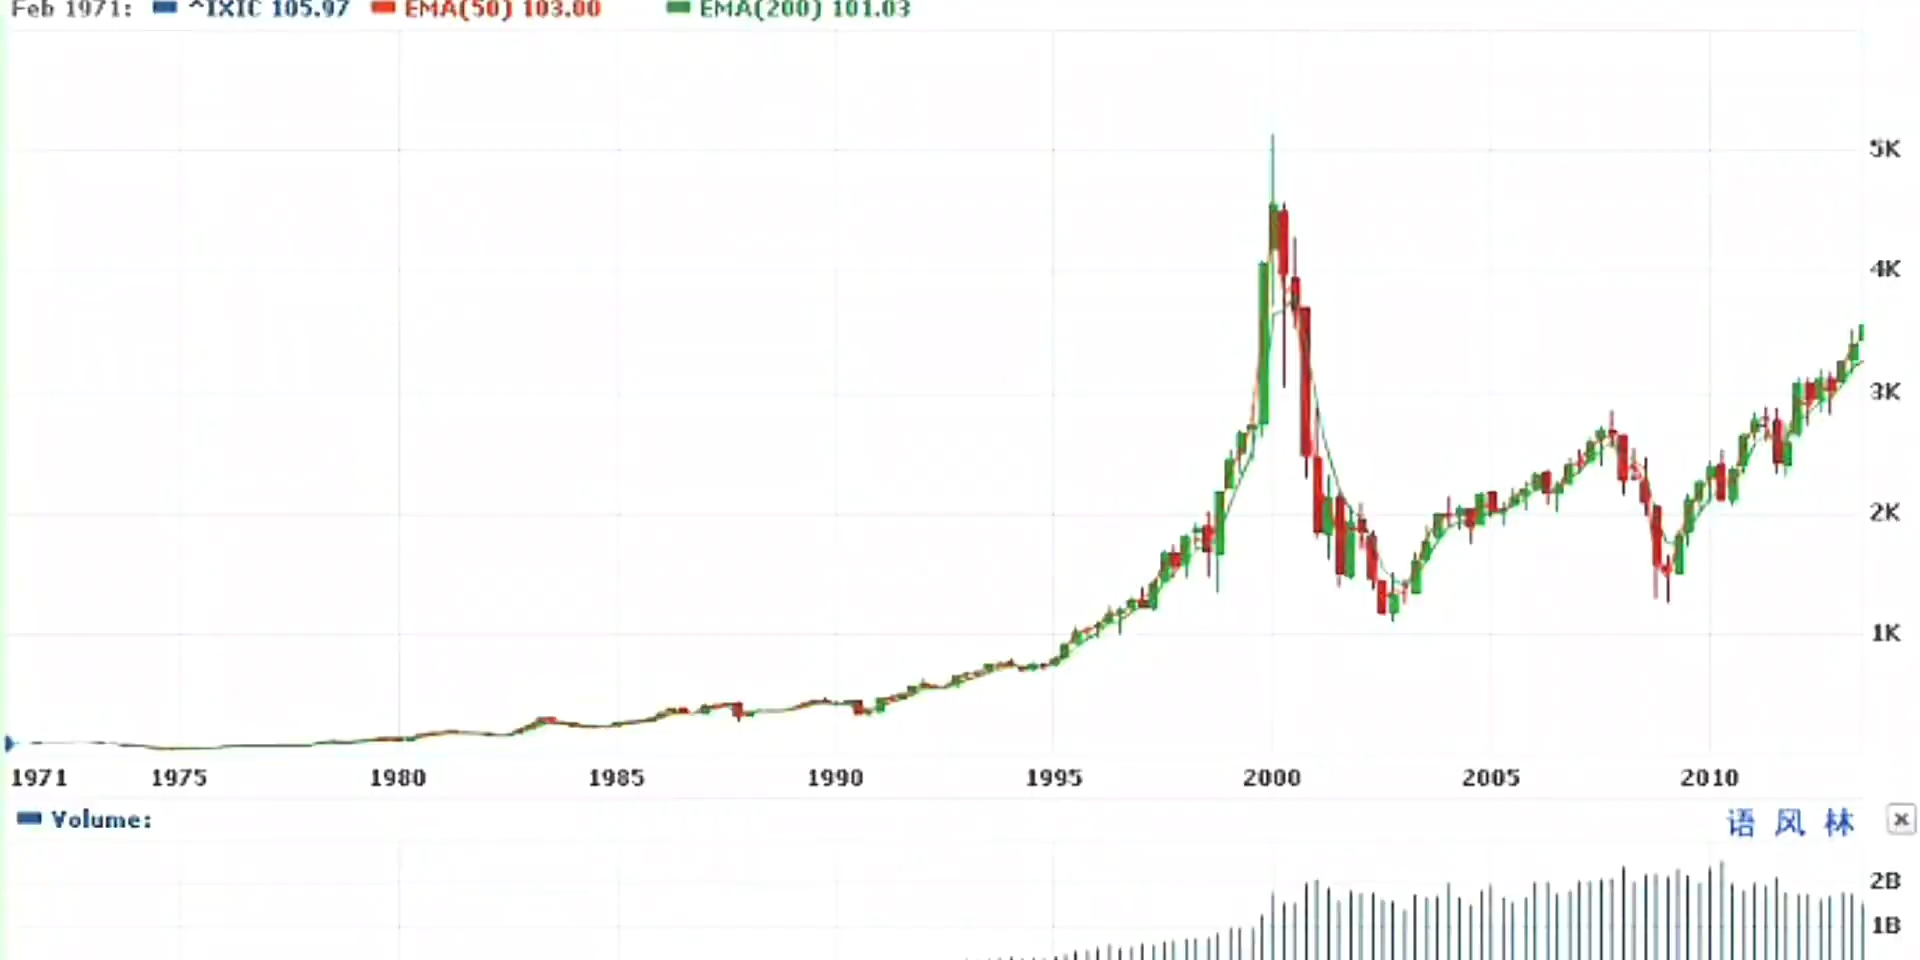 Feb 1971: ^IXIC 105.97 EMA(50) 103.00 EMA(200) 101.03
5K
4K
3K
2K
1K
1971 1975 1980 1985 1990 1995 2000 2005 2010
Volume:
语风林
2B
1B